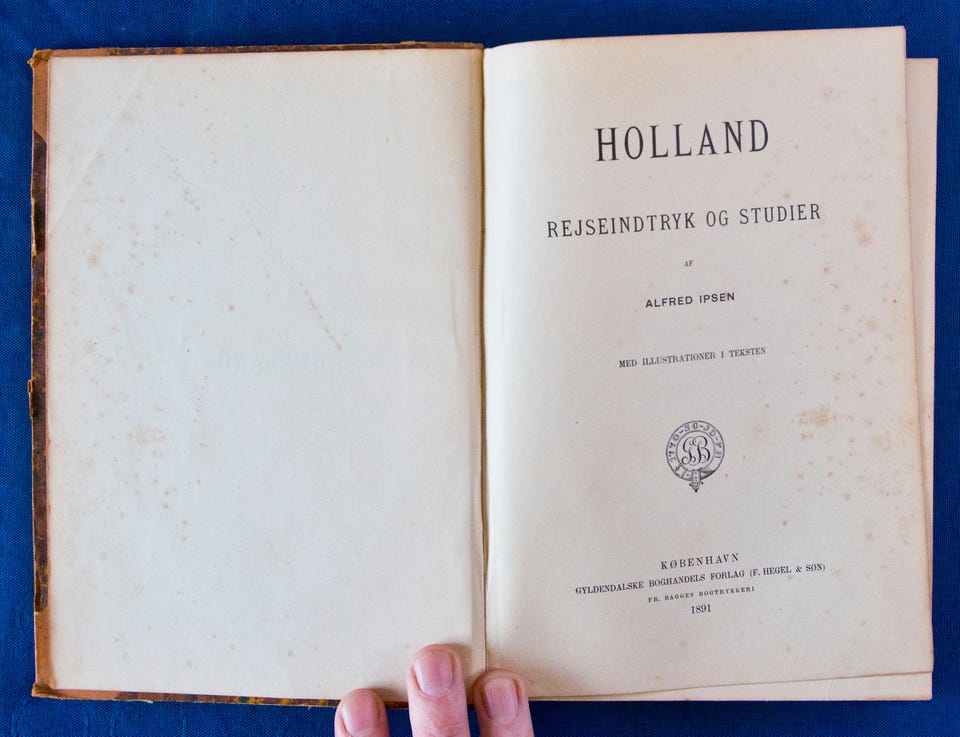 HOLLAND
REJSEINDTRYK OG STUDIER
AF
ALFRED IPSEN
MED ILLUSTRATIONER I TEKSTEN
GB
KØBENHAVN
GYLDENDALSKE BOGHANDELS FORLAG (F. HEGEL & SØN)
FR. BAGGES BOGTRYKKERI
1891